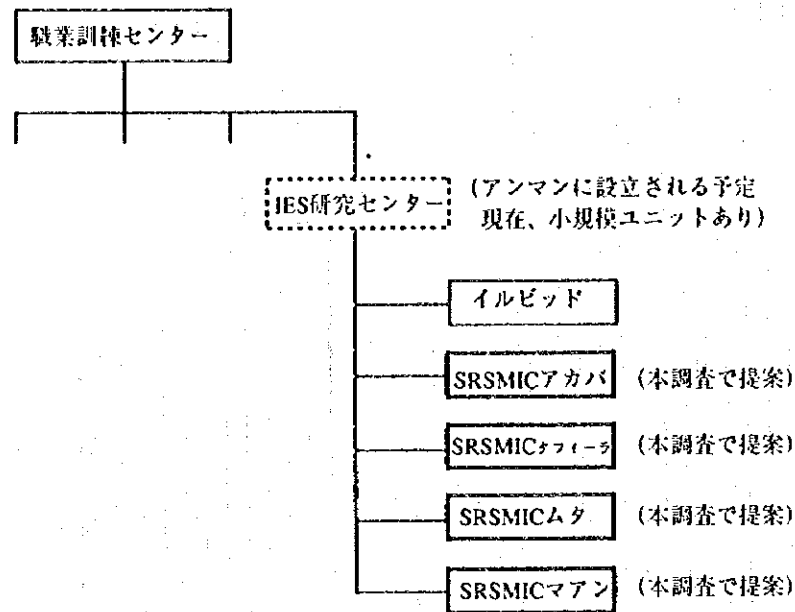 職業訓練センター
IES研究センター
(アンマンに設立される予定
現在、小規模ユニットあり)
イルビッド
SRSMICアカバ (本調査で提案)
SRSMICタフィーラ (本調査で提案)
SRSMICムタ (本調査で提案)
SRSMICマアン (本調査で提案)